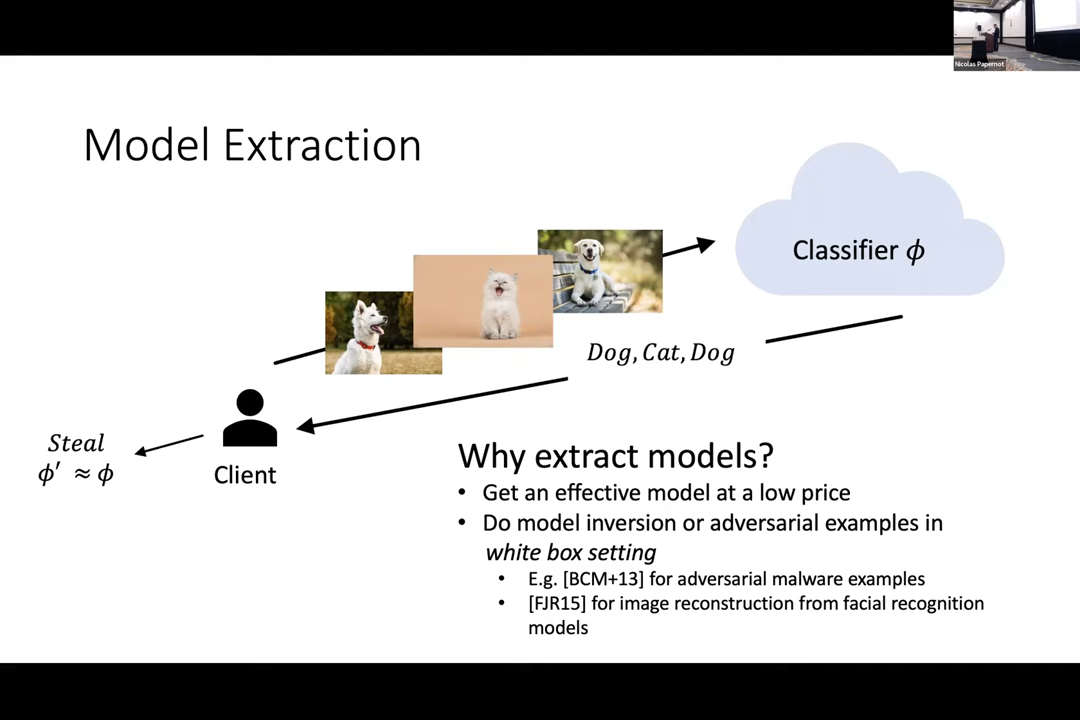 Nicolas Papernot
Model Extraction
Classifier ϕ
Dog, Cat, Dog
Steal
ϕ′ ≈ ϕ
Client
Why extract models?
• Get an effective model at a low price
• Do model inversion or adversarial examples in
white box setting
• E.g. [BCM+13] for adversarial malware examples
• [FJR15] for image reconstruction from facial recognition
models